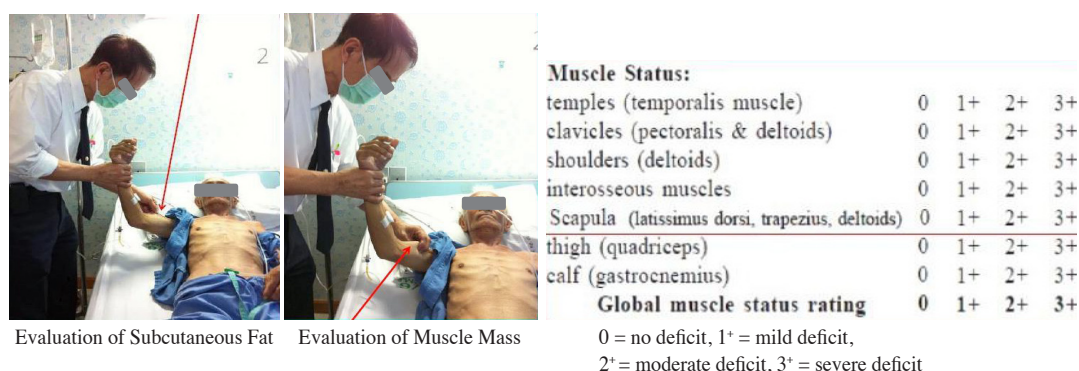 2
2
Evaluation of Subcutaneous Fat
Evaluation of Muscle Mass
Muscle Status:
temples (temporalis muscle) 0 1+ 2+ 3+
clavicles (pectoralis & deltoids) 0 1+ 2+ 3+
shoulders (deltoids) 0 1+ 2+ 3+
interosseous muscles 0 1+ 2+ 3+
Scapula (latissimus dorsi, trapezius, deltoids) 0 1+ 2+ 3+
thigh (quadriceps) 0 1+ 2+ 3+
calf (gastrocnemius) 0 1+ 2+ 3+
Global muscle status rating 0 1+ 2+ 3+
0 = no deficit, 1⁺ = mild deficit,
2⁺ = moderate deficit, 3⁺ = severe deficit